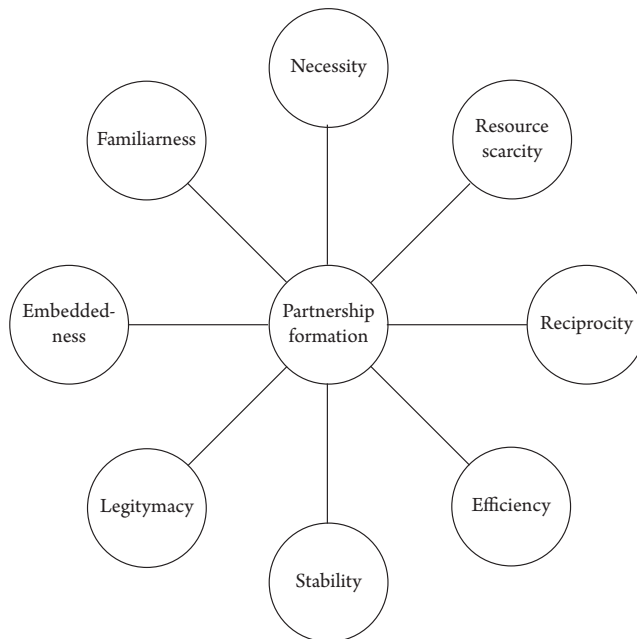 Necessity
Familiarness
Resource
scarcity
Embedded-
ness
Partnership
formation
Reciprocity
Legitymacy
Efficiency
Stability